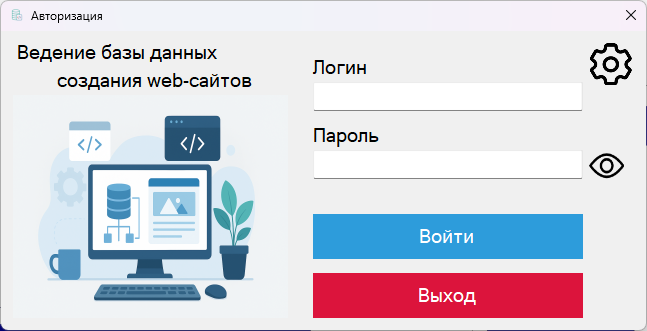 Авторизация
Ведение базы данных
создания web-сайтов
Логин
Пароль
</>
</>
Войти
Выход